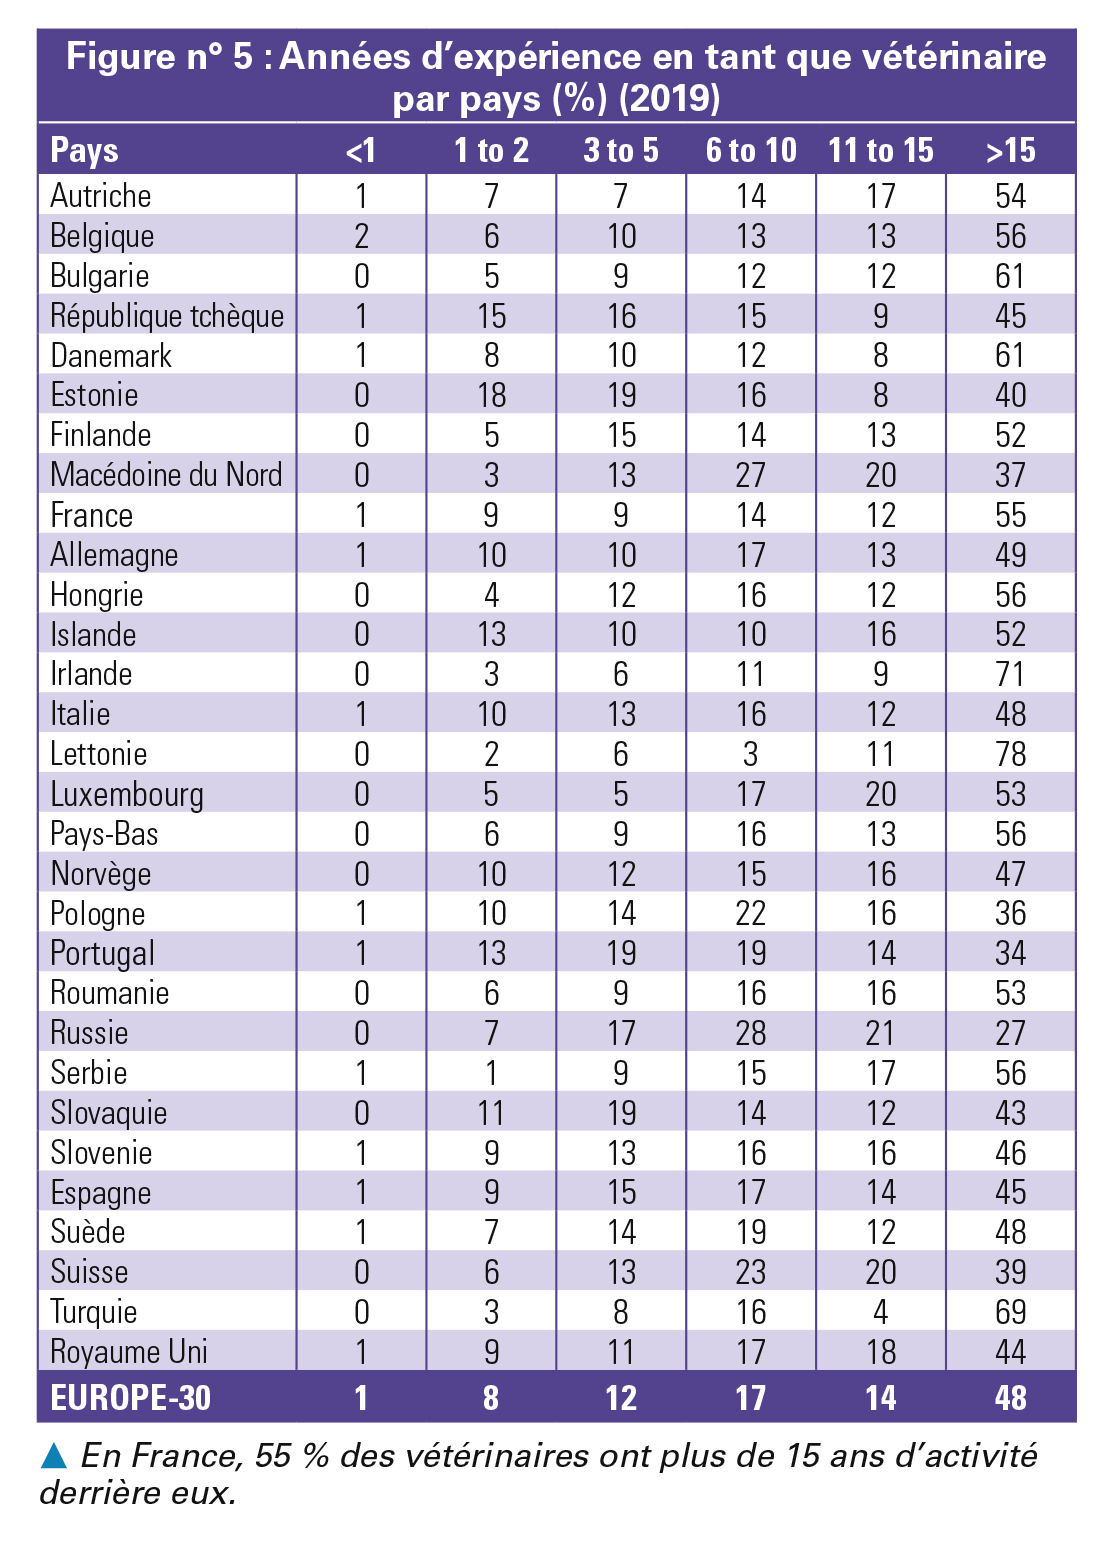 Figure n° 5 : Années d’expérience en tant que vétérinaire
par pays (%) (2019)
Pays <1 1 to 2 3 to 5 6 to 10 11 to 15 >15
Autriche 1 7 7 14 17 54
Belgique 2 6 10 13 13 56
Bulgarie 0 5 9 12 12 61
République tchèque 1 15 16 15 9 45
Danemark 1 8 10 12 8 61
Estonie 0 18 19 16 8 40
Finlande 0 5 15 14 13 52
Macédoine du Nord 0 3 13 27 20 37
France 1 9 9 14 12 55
Allemagne 1 10 10 17 13 49
Hongrie 0 4 12 16 12 56
Islande 0 13 10 10 16 52
Irlande 0 3 6 11 9 71
Italie 1 10 13 16 12 48
Lettonie 0 2 6 3 11 78
Luxembourg 0 5 5 17 20 53
Pays-Bas 0 6 9 16 13 56
Norvège 0 10 12 15 16 47
Pologne 1 10 14 22 16 36
Portugal 1 13 19 19 14 34
Roumanie 0 6 9 16 16 53
Russie 0 7 17 28 21 27
Serbie 1 1 9 15 17 56
Slovaquie 0 11 19 14 12 43
Slovenie 1 9 13 16 16 46
Espagne 1 9 15 17 14 45
Suède 1 7 14 19 12 48
Suisse 0 6 13 23 20 39
Turquie 0 3 8 16 4 69
Royaume Uni 1 9 11 17 18 44
EUROPE-30 1 8 12 17 14 48
▲ En France, 55 % des vétérinaires ont plus de 15 ans d’activité
derrière eux.